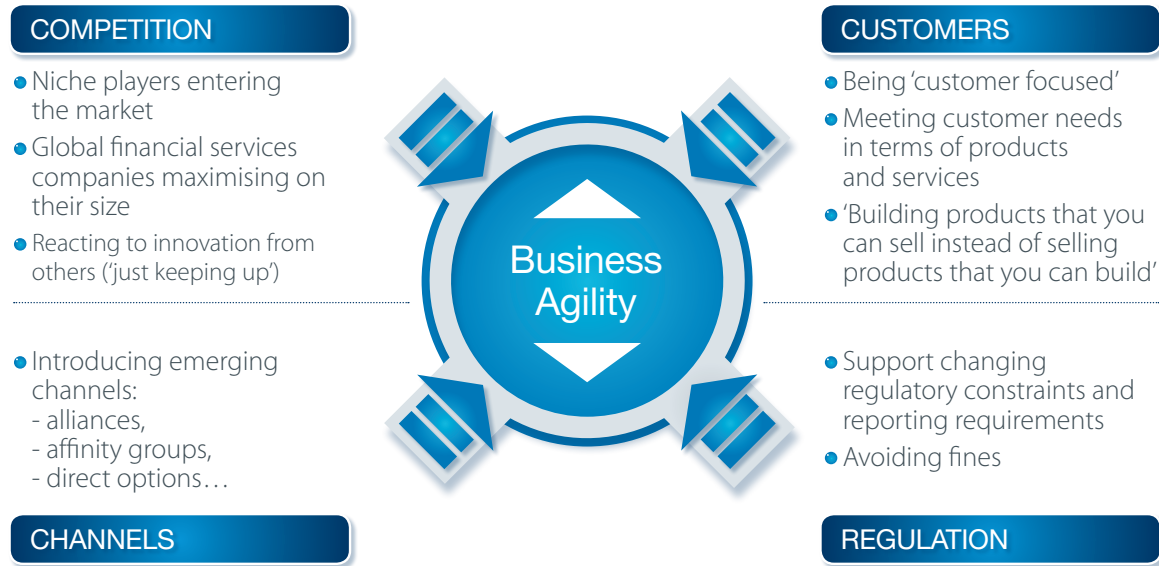 COMPETITION
• Niche players entering
the market
• Global financial services
companies maximising on
their size
• Reacting to innovation from
others (‘just keeping up’)
• Introducing emerging
channels:
- alliances,
- affinity groups,
- direct options…
CHANNELS
Business
Agility
CUSTOMERS
• Being ‘customer focused’
• Meeting customer needs
in terms of products
and services
• ‘Building products that you
can sell instead of selling
products that you can build’
• Support changing
regulatory constraints and
reporting requirements
• Avoiding fines
REGULATION